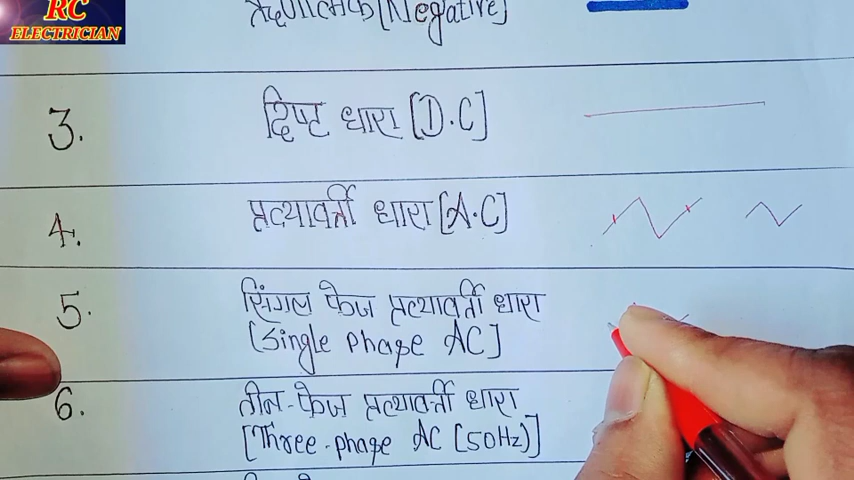 RC
ELECTRICIAN
ऋणात्मक [Negative]
3. दिष्ट धारा [D.C]
4. प्रत्यावर्ती धारा [A.C]
5. सिंगल फेज प्रत्यावर्ती धारा
[Single phase AC]
6. तीन-फेज प्रत्यावर्ती धारा
[Three-phase AC [50Hz]]